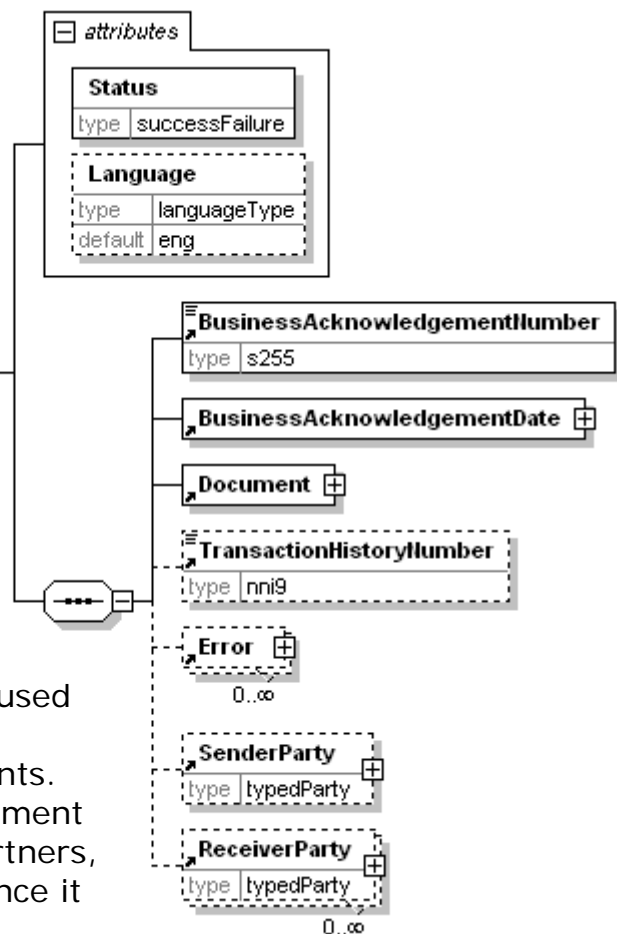 attributes
Status
type successFailure
Language
type languageType
default eng
BusinessAcknowledgementNumber
type s255
BusinessAcknowledgementDate
Document
TransactionHistoryNumber
type nni9
Error
0..∞
used
SenderParty
type typedParty
nts.
ment
rtners,
nce it
ReceiverParty
type typedParty
0..∞